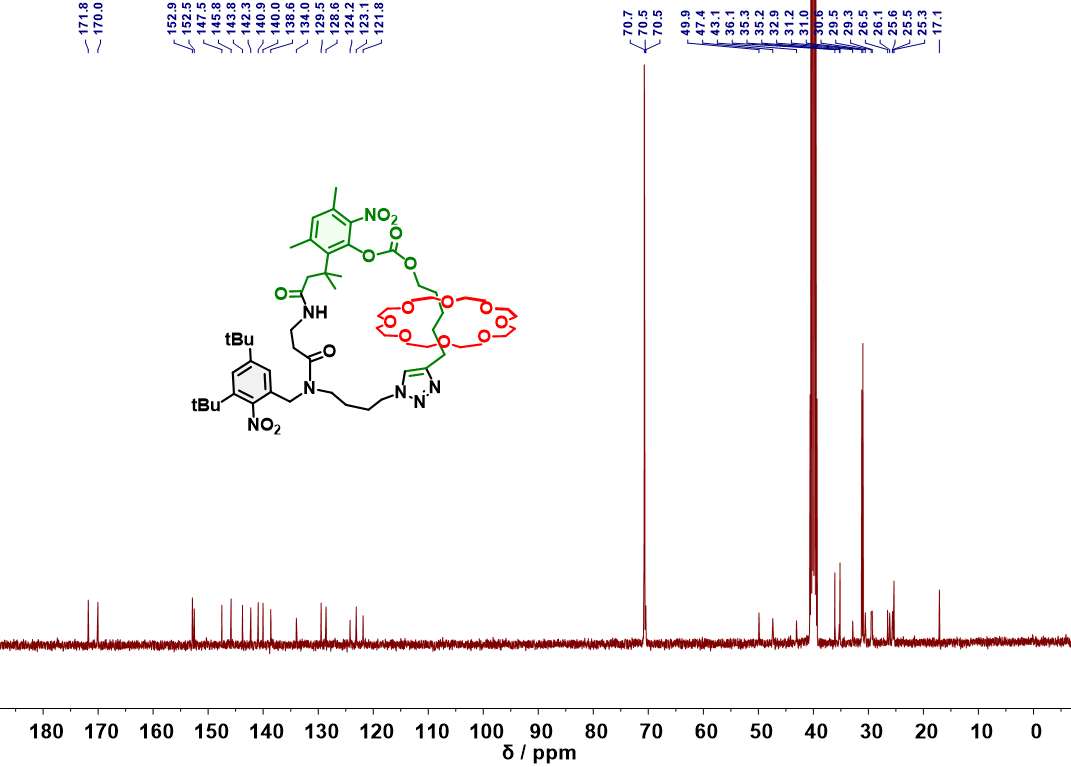 171.8
170.0
152.9
152.5
147.5
145.8
143.8
142.3
140.9
140.0
138.6
134.0
129.5
128.6
124.2
123.1
121.8
70.7
70.5
70.5
49.9
47.4
43.1
36.1
35.3
35.2
32.9
31.2
31.0
30.6
29.5
29.3
26.5
26.1
25.6
25.5
25.3
17.1
NO₂
O
O
O
O
NH
O
O
O
O
O
O
O
O
tBu
O
N
tBu
NO₂
N
N
N
180 170 160 150 140 130 120 110 100 90 80 70 60 50 40 30 20 10 0
δ / ppm